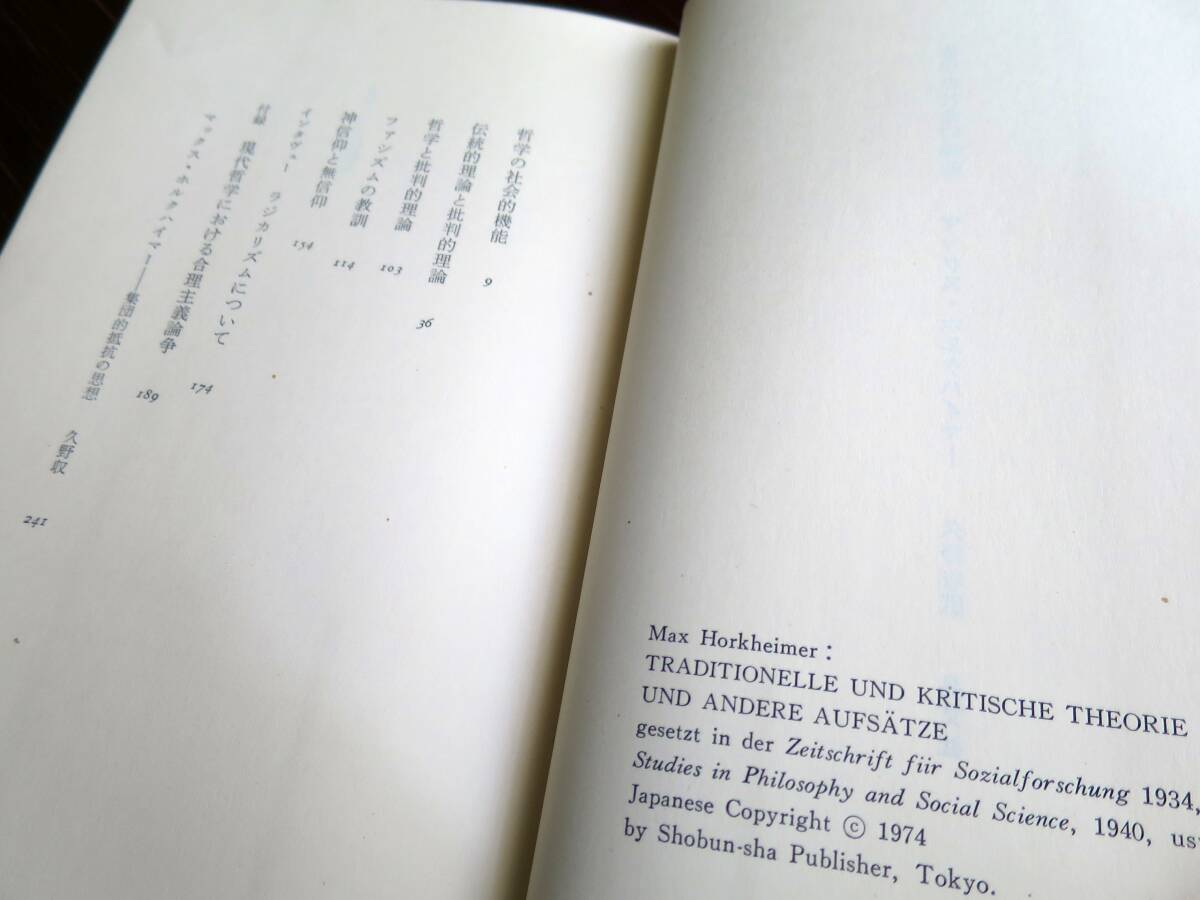 哲学の社会的機能 9
伝統的理論と批判的理論 36
哲学と批判的理論 103
ファシズムの教訓 114
神信仰と無信仰 154
インタヴュー ラジカリズムについて 174
付録 現代哲学における合理主義論争 189
マックス・ホルクハイマー——集団的抵抗の思想 久野収 241
Max Horkheimer :
TRADITIONELLE UND KRITISCHE THEORIE
UND ANDERE AUFSÄTZE
gesetzt in der Zeitschrift für Sozialforschung 1934,
Studies in Philosophy and Social Science, 1940, us
Japanese Copyright © 1974
by Shobun-sha Publisher, Tokyo.